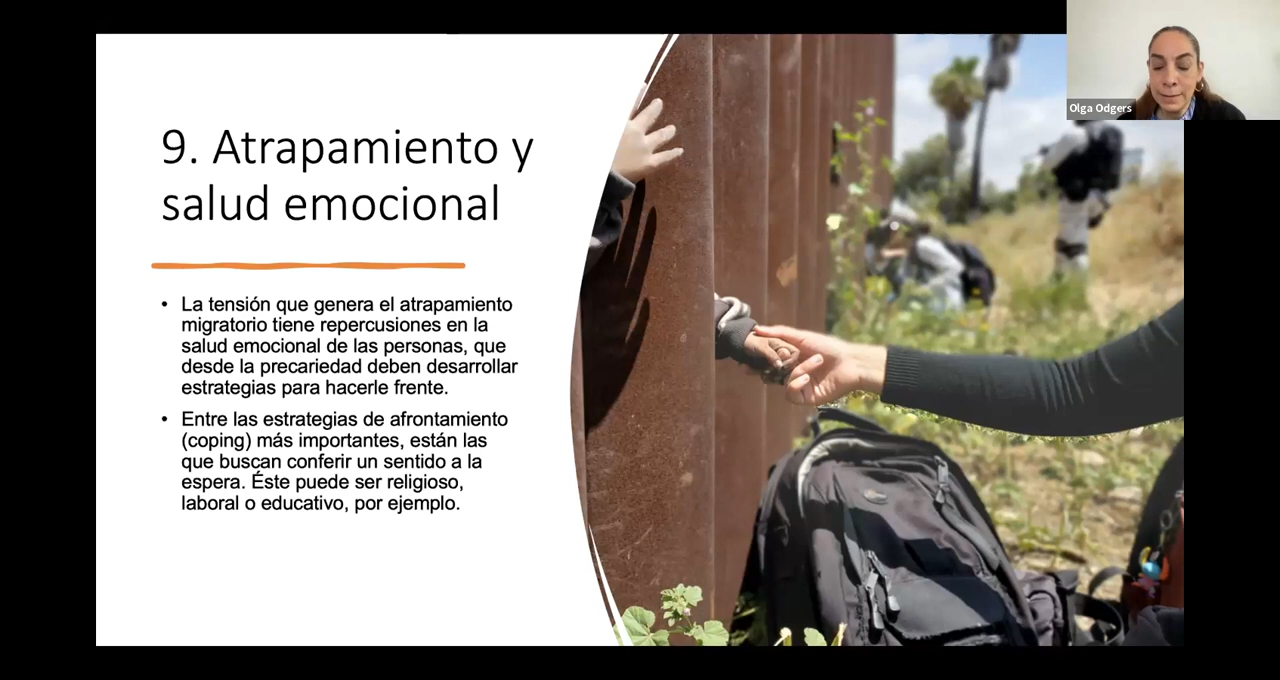 Olga Odgers
9. Atrapamiento y
salud emocional
• La tensión que genera el atrapamiento
migratorio tiene repercusiones en la
salud emocional de las personas, que
desde la precariedad deben desarrollar
estrategias para hacerle frente.
• Entre las estrategias de afrontamiento
(coping) más importantes, están las
que buscan conferir un sentido a la
espera. Éste puede ser religioso,
laboral o educativo, por ejemplo.